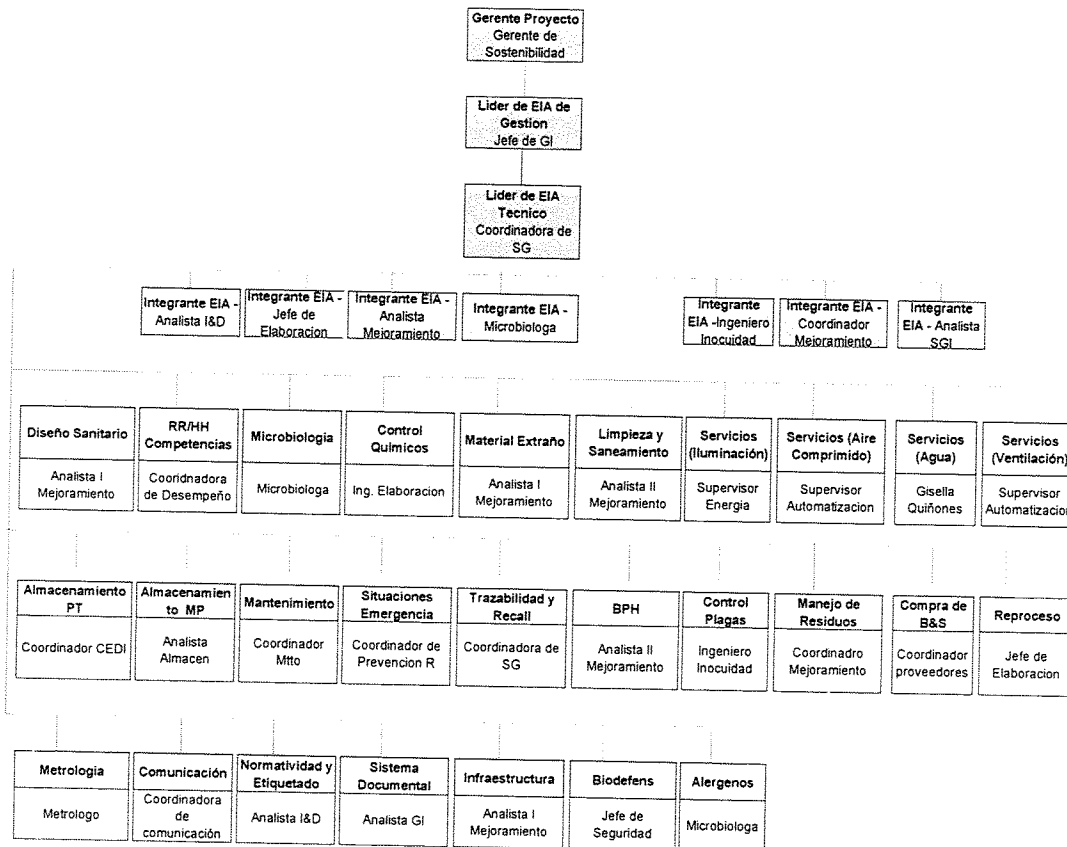 Gerente Proyecto
Gerente de
Sostenibilidad
Lider de EIA de
Gestion
Jefe de GI
Lider de EIA
Tecnico
Coordinadora de
SG
Integrante EIA -
Analista I&D
Integrante EIA -
Jefe de
Elaboracion
Integrante EIA -
Analista
Mejoramiento
Integrante EIA -
Microbiologa
Integrante
EIA -Ingeniero
Inocuidad
Integrante EIA -
Coordinador
Mejoramiento
Integrante
EIA - Analista
SGI
Diseño Sanitario
Analista I
Mejoramiento
RR/HH
Competencias
Cooridnadora
de Desempeño
Microbiologia
Microbiologa
Control
Quimicos
Ing. Elaboracion
Material Extraño
Analista I
Mejoramiento
Limpieza y
Saneamiento
Analista II
Mejoramiento
Servicios
(Iluminación)
Supervisor
Energia
Servicios (Aire
Comprimido)
Supervisor
Automatizacion
Servicios
(Agua)
Gisella
Quiñones
Servicios
(Ventilación)
Supervisor
Automatizacion
Almacenamiento
PT
Coordinador CEDI
Almacenamien
to MP
Analista
Almacen
Mantenimiento
Coordinador
Mtto
Situaciones
Emergencia
Coordinador de
Prevencion R
Trazabilidad y
Recall
Coordinadora de
SG
BPH
Analista II
Mejoramiento
Control
Plagas
Ingeniero
Inocuidad
Manejo de
Residuos
Coordinadro
Mejoramiento
Compra de
B&S
Coordinador
proveedores
Reproceso
Jefe de
Elaboracion
Metrologia
Metrologo
Comunicación
Coordinadora
de
comunicación
Normatividad y
Etiquetado
Analista I&D
Sistema
Documental
Analista GI
Infraestructura
Analista I
Mejoramiento
Biodefens
Jefe de
Seguridad
Alergenos
Microbiologa